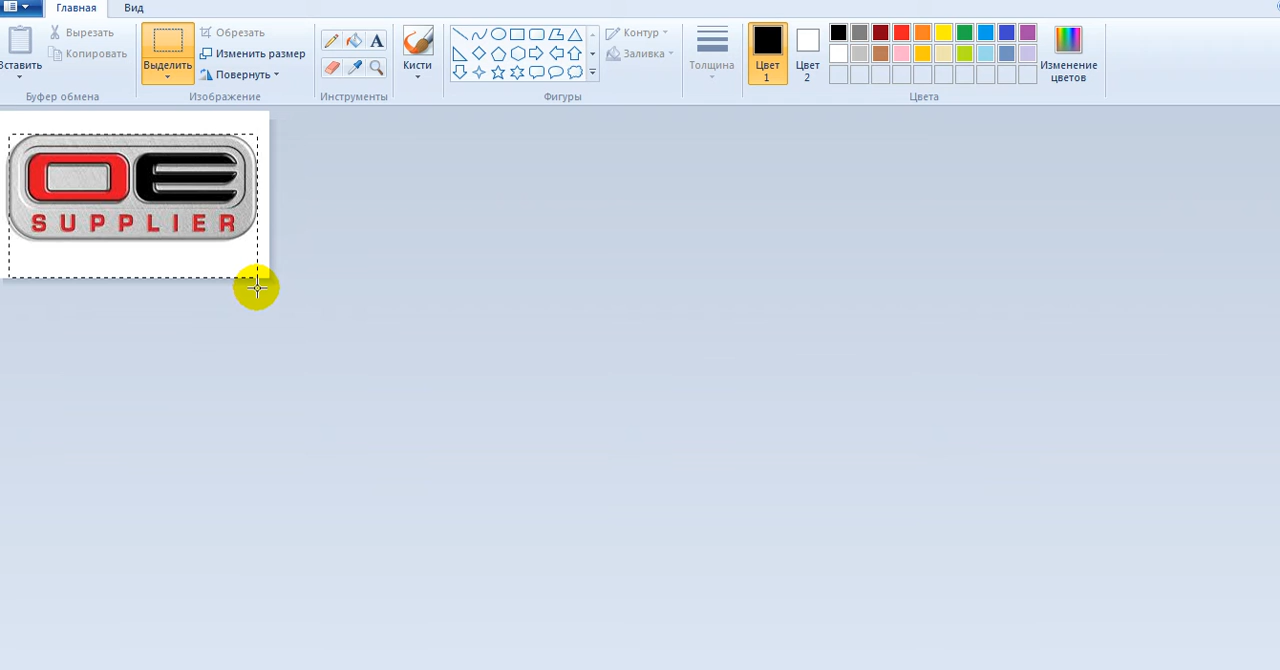 Главная Вид
Вырезать
Копировать
Вставить
Буфер обмена
Выделить
Обрезать
Изменить размер
Повернуть
Изображение
A
Инструменты
Кисти
Контур
Заливка
Фигуры
Толщина
Цвет 1
Цвет 2
Изменение цветов
Цвета
OE
SUPPLIER